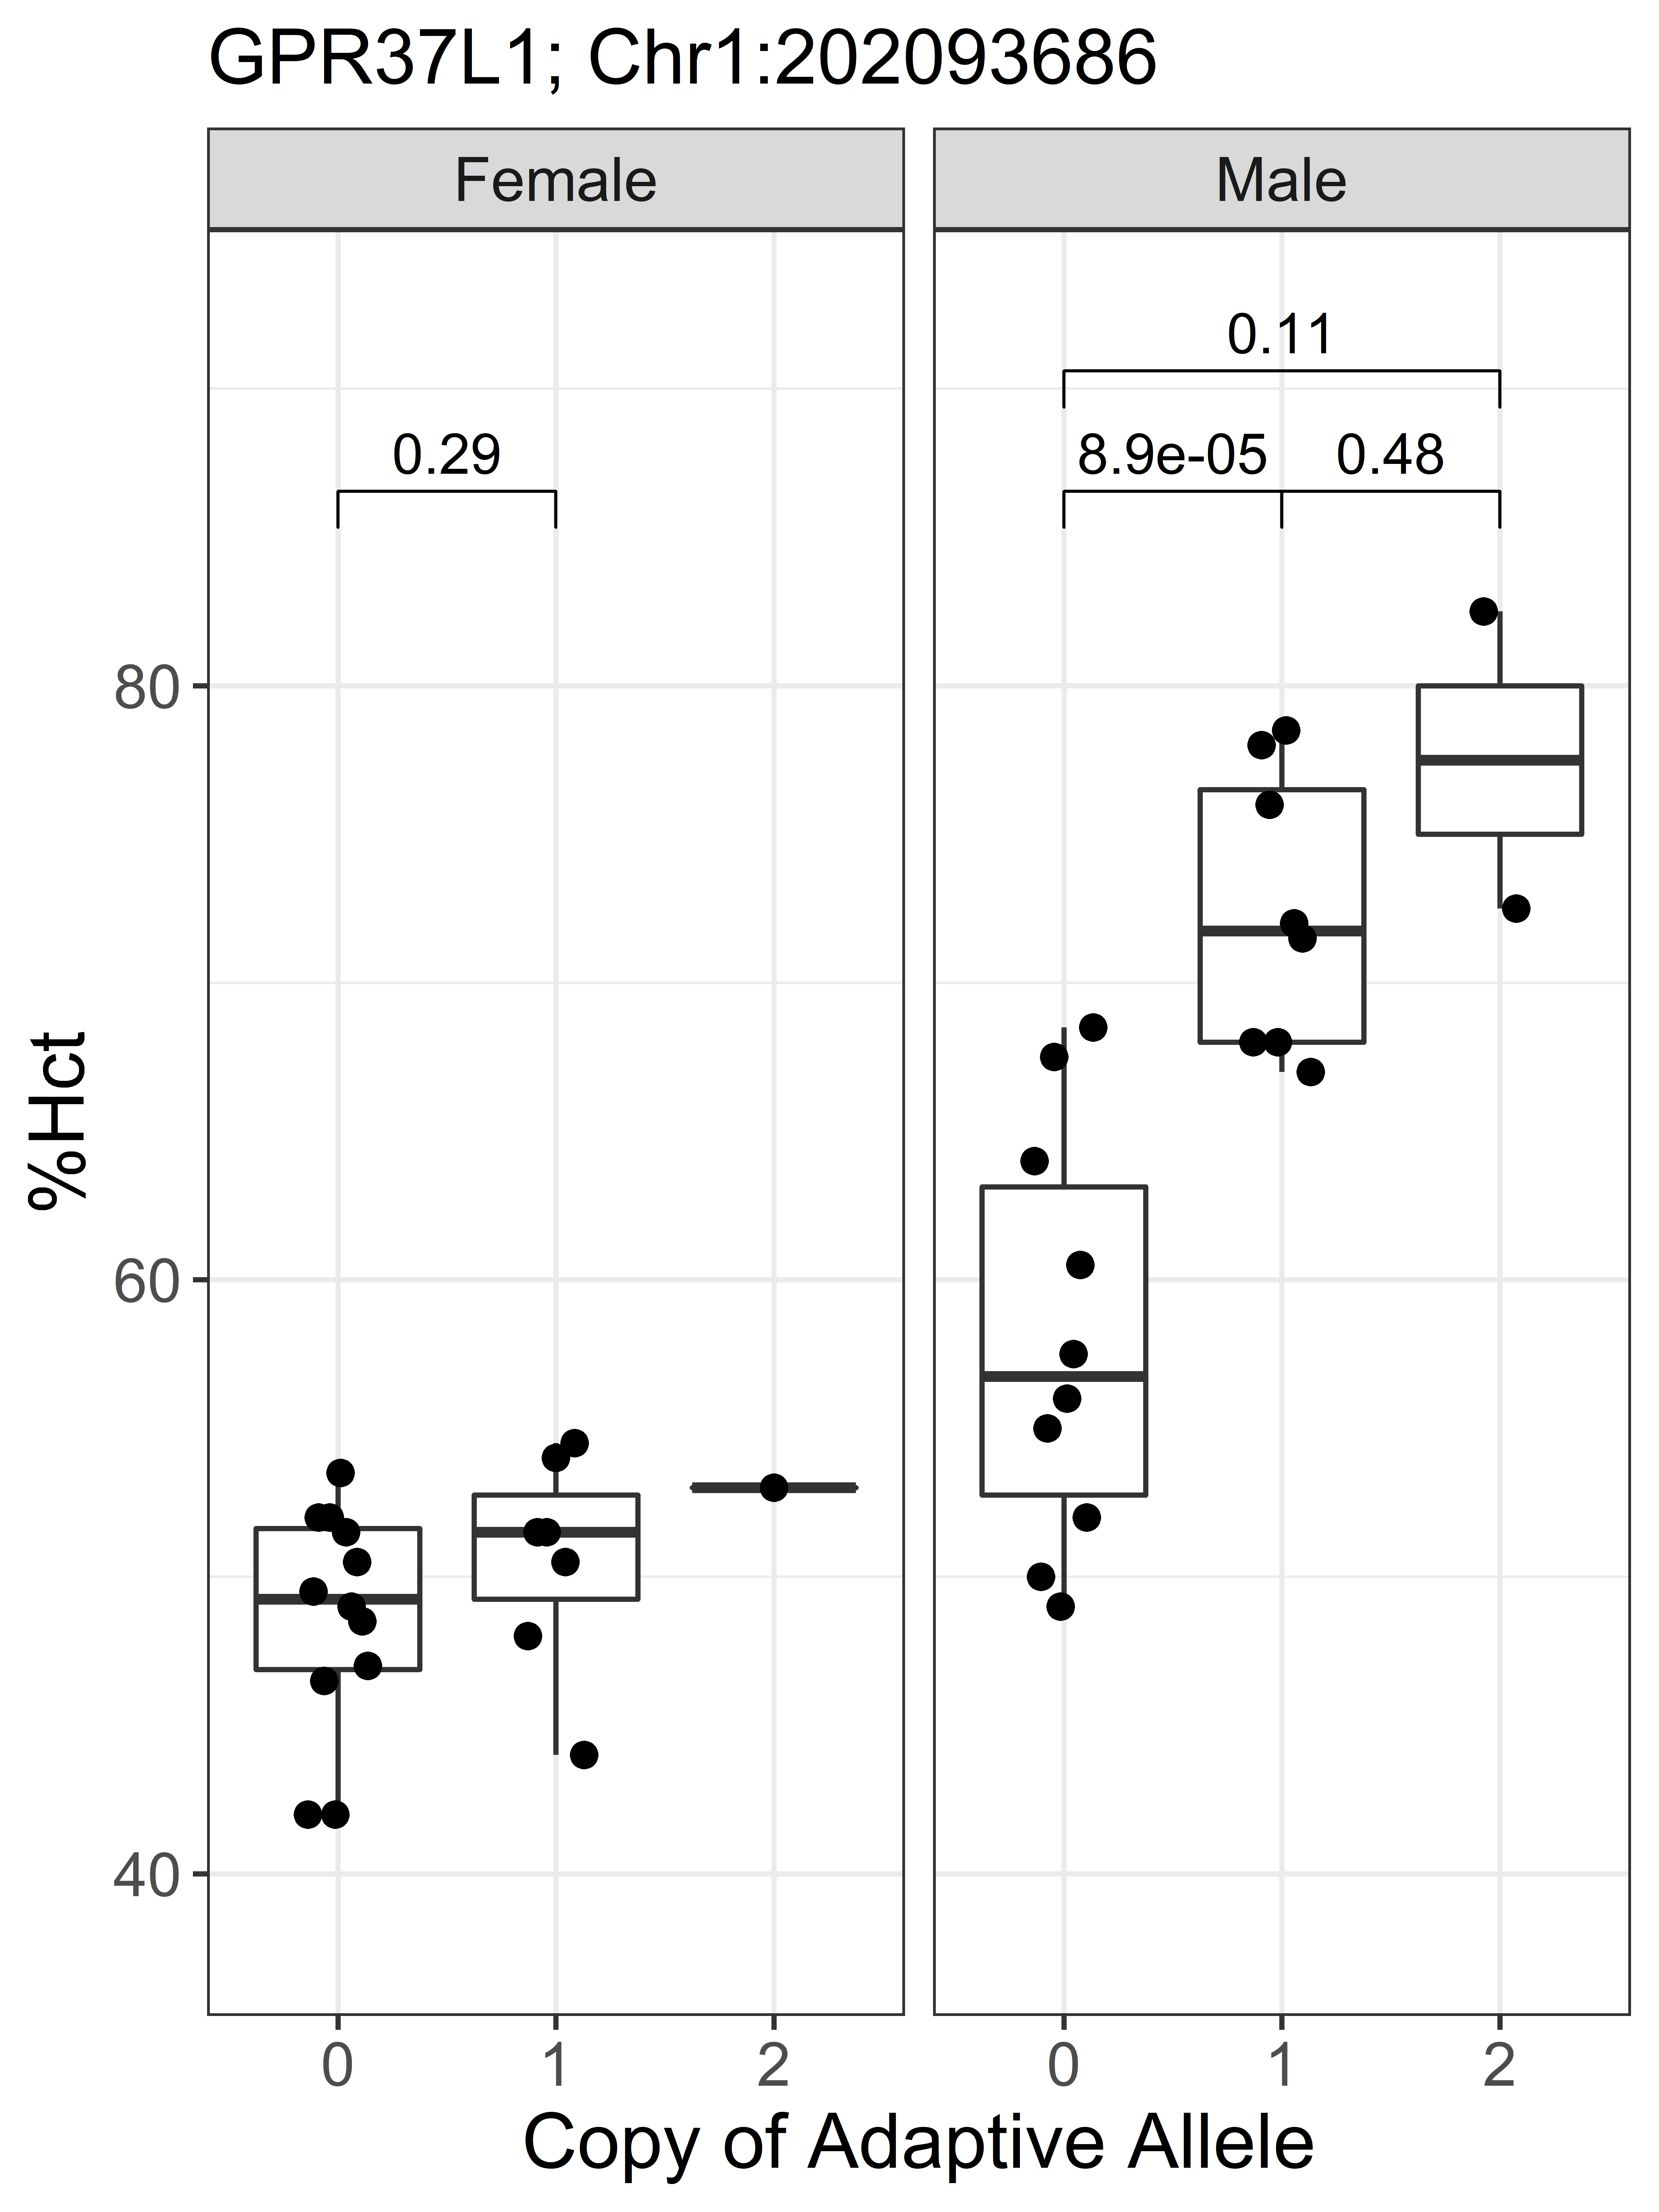 GPR37L1; Chr1:202093686
Female
Male
0.11
0.29
8.9e-05
0.48
80
60
40
%Hct
0 1 2
0 1 2
Copy of Adaptive Allele